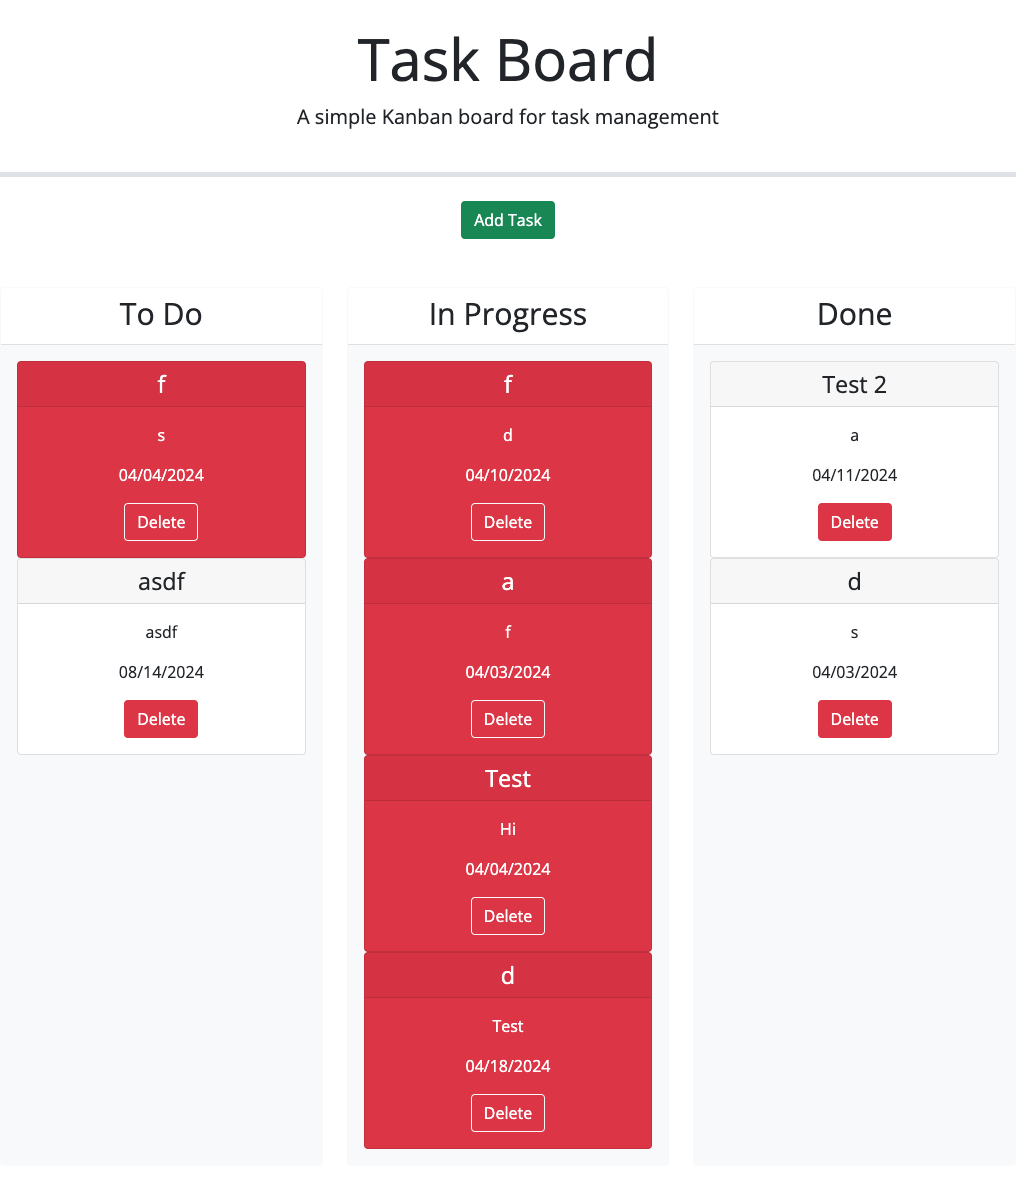 Task Board
A simple Kanban board for task management
Add Task
To Do
f
s
04/04/2024
Delete
asdf
asdf
08/14/2024
Delete
In Progress
f
d
04/10/2024
Delete
a
f
04/03/2024
Delete
Test
Hi
04/04/2024
Delete
d
Test
04/18/2024
Delete
Done
Test 2
a
04/11/2024
Delete
d
s
04/03/2024
Delete